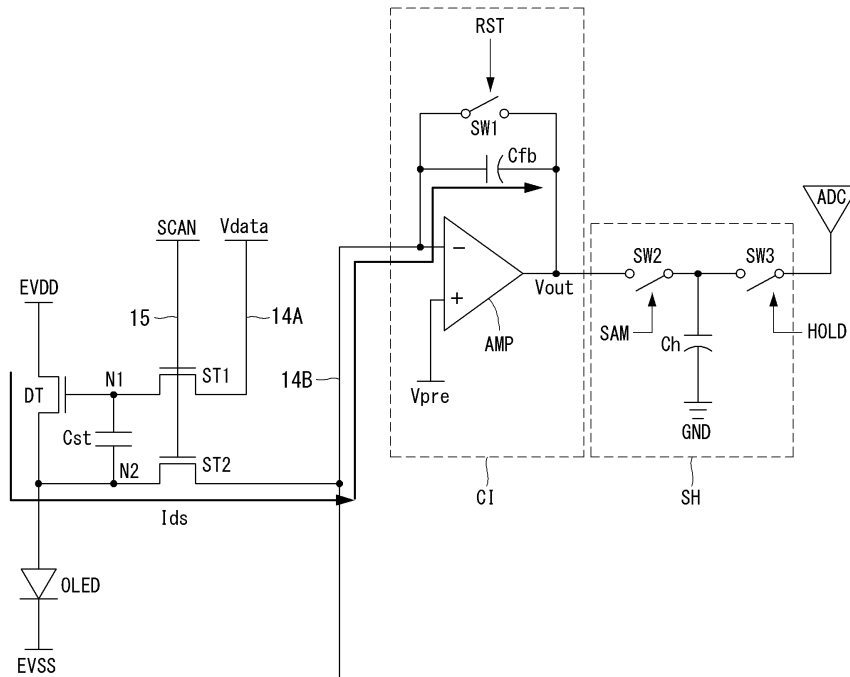 RST
SW1
Cfb
SCAN
Vdata
ADC
EVDD
15
14A
SW2
SW3
Vout
AMP
SAM
HOLD
Ch
DT
N1
ST1
14B
Vpre
GND
Cst
N2
ST2
CI
SH
Ids
OLED
EVSS
−
+